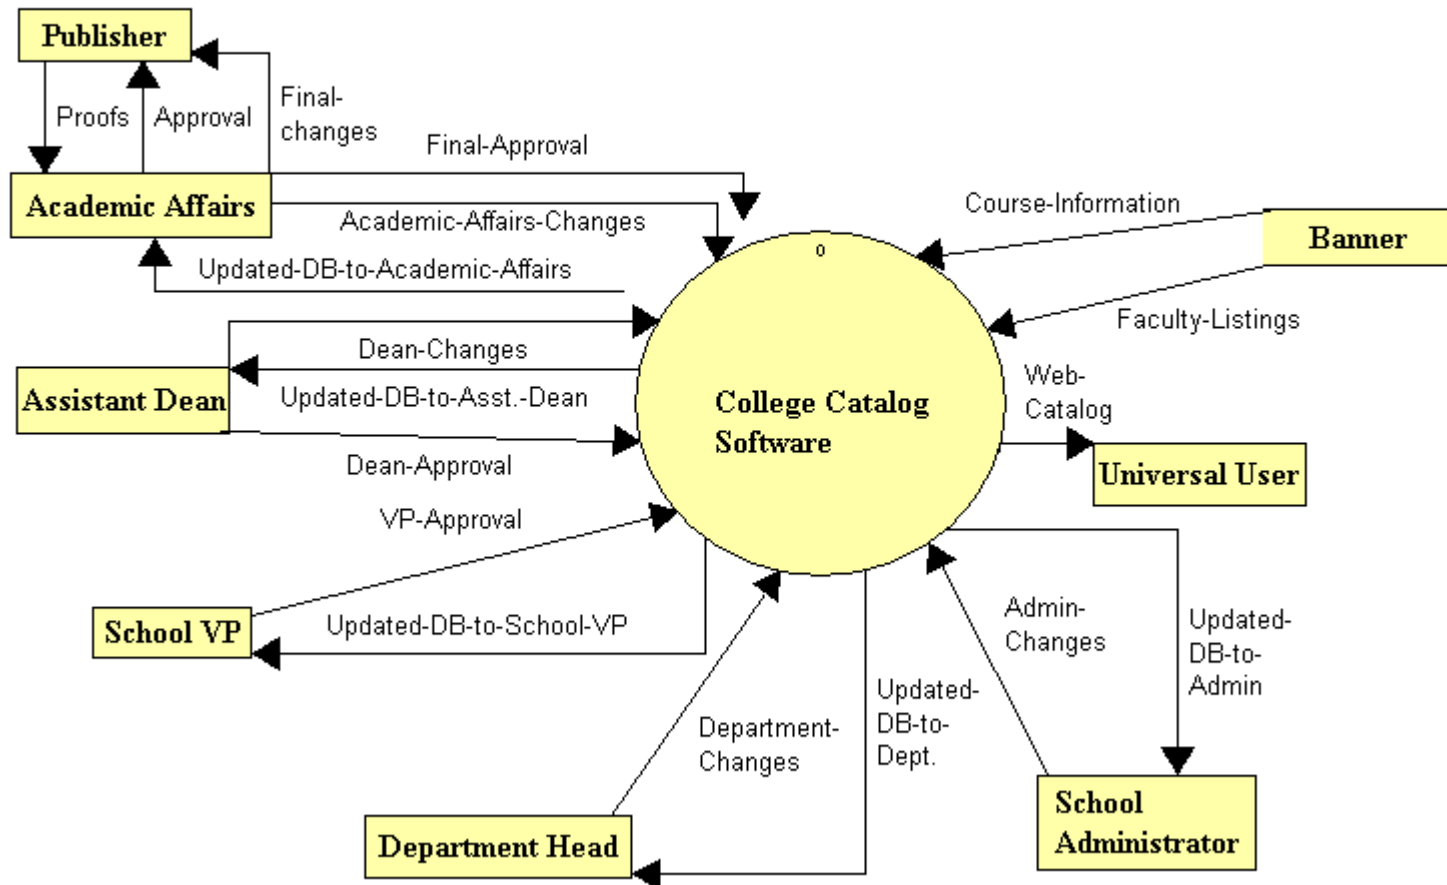 Publisher
Proofs
Approval
Final-
changes
Final-Approval
Academic Affairs
Academic-Affairs-Changes
Updated-DB-to-Academic-Affairs
Course-Information
Banner
Faculty-Listings
0
Dean-Changes
Assistant Dean
Updated-DB-to-Asst.-Dean
Dean-Approval
College Catalog
Software
Web-
Catalog
Universal User
VP-Approval
School VP
Updated-DB-to-School-VP
Department-
Changes
Updated-
DB-to-
Dept.
Admin-
Changes
Updated-
DB-to-
Admin
Department Head
School
Administrator